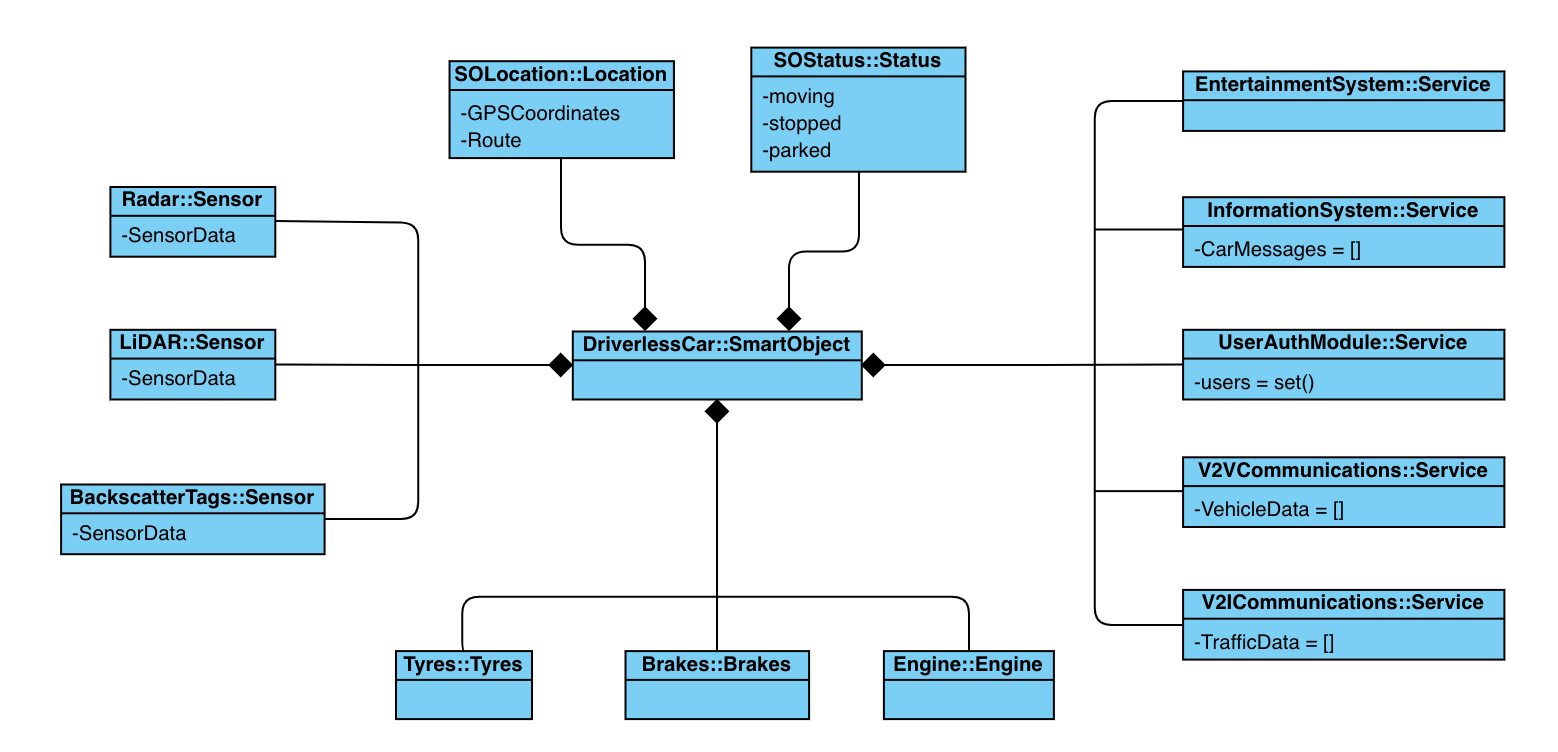 SOLocation::Location
-GPSCoordinates
-Route
SOStatus::Status
-moving
-stopped
-parked
EntertainmentSystem::Service
InformationSystem::Service
-CarMessages = []
Radar::Sensor
-SensorData
LiDAR::Sensor
-SensorData
DriverlessCar::SmartObject
UserAuthModule::Service
-users = set()
BackscatterTags::Sensor
-SensorData
V2VCommunications::Service
-VehicleData = []
V2ICommunications::Service
-TrafficData = []
Tyres::Tyres
Brakes::Brakes
Engine::Engine